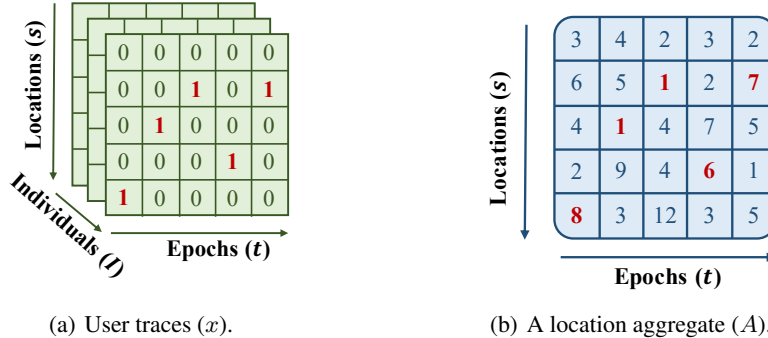 Locations (s)
0 0 0 0 0
0 0 1 0 1
0 1 0 0 0
0 0 0 1 0
1 0 0 0 0
Individuals (I)
Epochs (t)
(a) User traces (x).
Locations (s)
3 4 2 3 2
6 5 1 2 7
4 1 4 7 5
2 9 4 6 1
8 3 12 3 5
Epochs (t)
(b) A location aggregate (A).